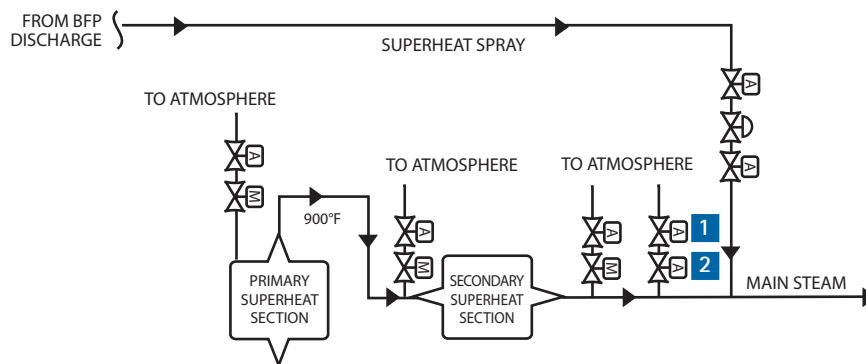 FROM BFP
DISCHARGE
SUPERHEAT SPRAY
TO ATMOSPHERE
TO ATMOSPHERE
TO ATMOSPHERE
A
A
A
A
M
900°F
A
M
A
M
A
1
A
2
PRIMARY
SUPERHEAT
SECTION
SECONDARY
SUPERHEAT
SECTION
MAIN STEAM